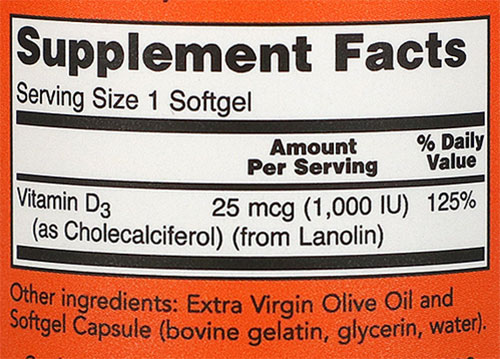 Supplement Facts
Serving Size 1 Softgel
Amount Per Serving % Daily Value
Vitamin D3 25 mcg (1,000 IU) 125%
(as Cholecalciferol) (from Lanolin)
Other ingredients: Extra Virgin Olive Oil and
Softgel Capsule (bovine gelatin, glycerin, water).